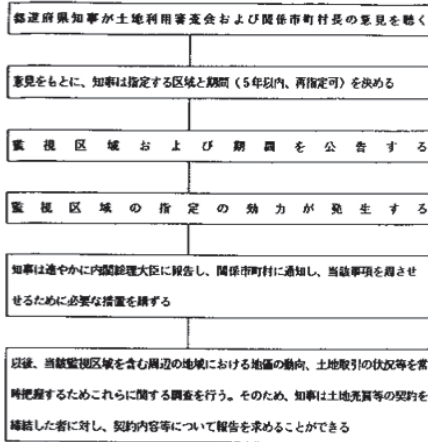 都道府県知事が土地利用審査会および関係市町村長の意見を聴く
意見をもとに、知事は指定する区域と期間（5年以内、再指定可）を決める
監視区域および期間を公告する
監視区域の指定の効力が発生する
知事は速やかに内閣総理大臣に報告し、関係市町村に通知し、当該事項を周させ
せるために必要な措置を講ずる
以後、当該監視区域を含む周辺の地域における地価の動向、土地取引の状況等を常
時把握するためこれらに関する調査を行う。そのため、知事は土地売買等の契約を
締結した者に対し、契約内容等について報告を求めることができる